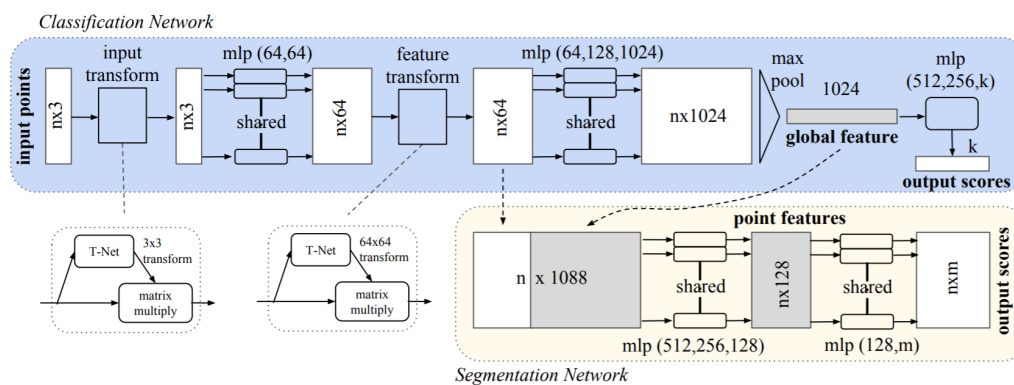 Classification Network
input points
nx3
input
transform
nx3
mlp (64,64)
shared
nx64
feature
transform
nx64
mlp (64,128,1024)
shared
nx1024
max
pool
1024
global feature
mlp
(512,256,k)
k
output scores
T-Net
3x3
transform
matrix
multiply
T-Net
64x64
transform
matrix
multiply
point features
n x 1088
shared
mlp (512,256,128)
nx128
shared
mlp (128,m)
nxm
output scores
Segmentation Network